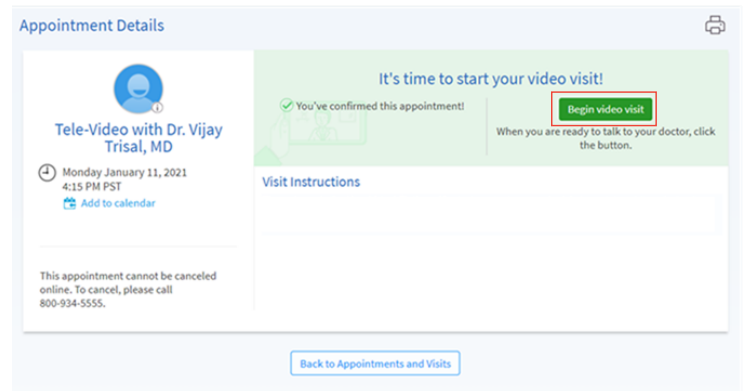 Appointment Details
Tele-Video with Dr. Vijay
Trisal, MD
Monday January 11, 2021
4:15 PM PST
Add to calendar
This appointment cannot be canceled
online. To cancel, please call
800-934-5555.
It's time to start your video visit!
You've confirmed this appointment!
Begin video visit
When you are ready to talk to your doctor, click
the button.
Visit Instructions
Back to Appointments and Visits